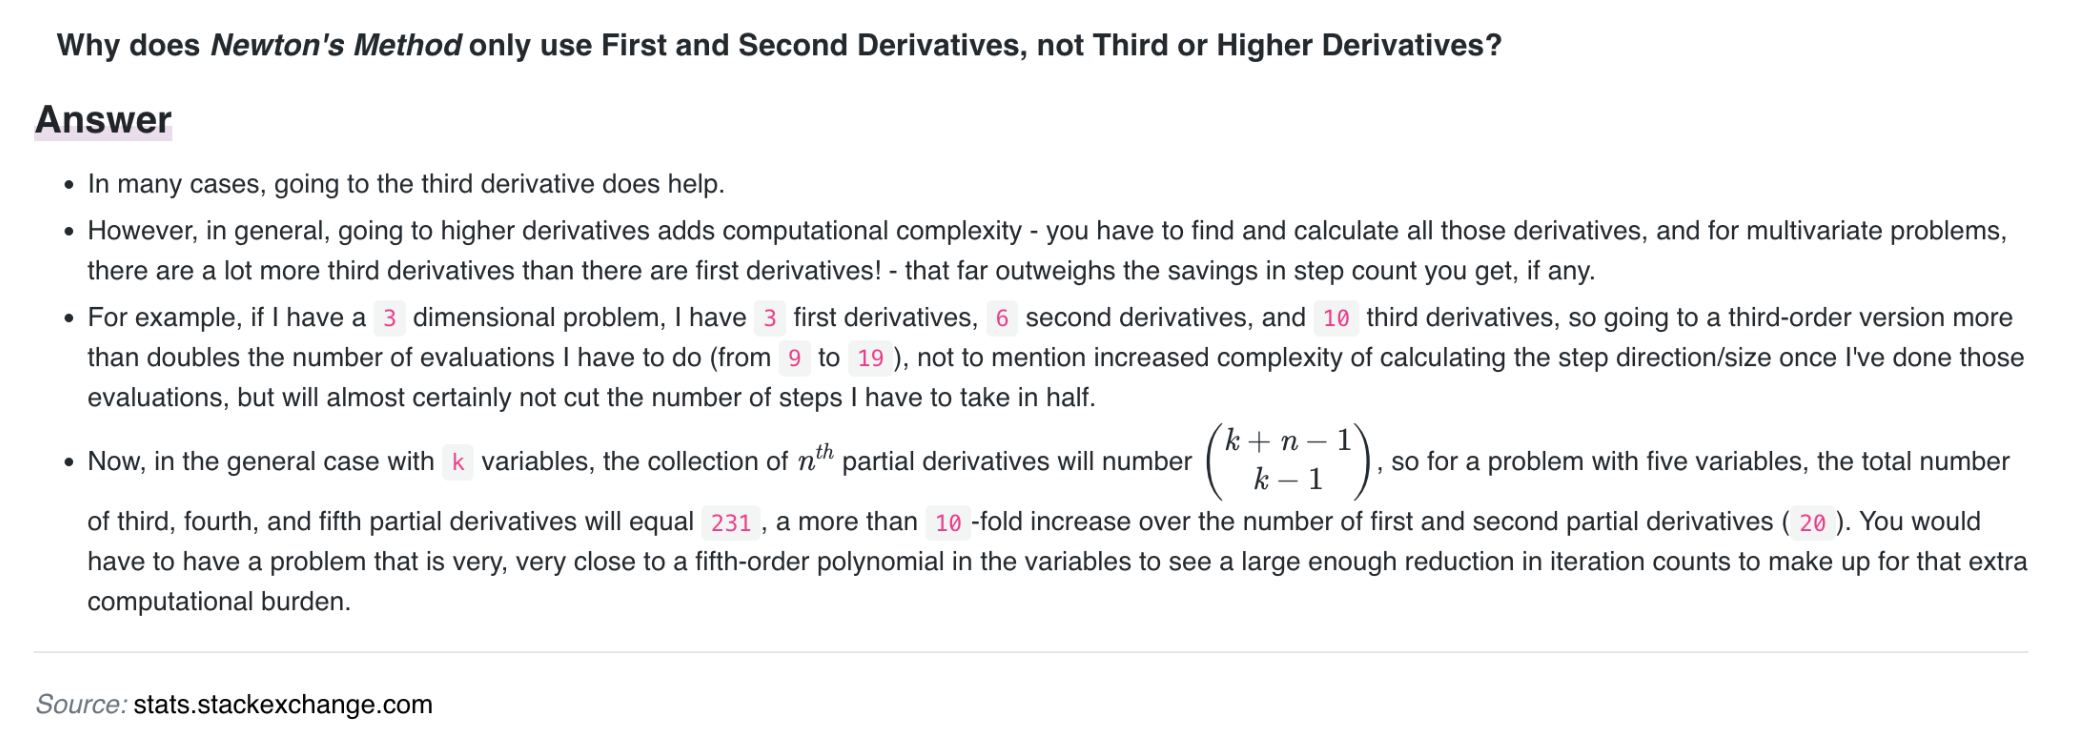 Why does Newton's Method only use First and Second Derivatives, not Third or Higher Derivatives?
Answer
• In many cases, going to the third derivative does help.
• However, in general, going to higher derivatives adds computational complexity - you have to find and calculate all those derivatives, and for multivariate problems,
there are a lot more third derivatives than there are first derivatives! - that far outweighs the savings in step count you get, if any.
• For example, if I have a 3 dimensional problem, I have 3 first derivatives, 6 second derivatives, and 10 third derivatives, so going to a third-order version more
than doubles the number of evaluations I have to do (from 9 to 19 ), not to mention increased complexity of calculating the step direction/size once I've done those
evaluations, but will almost certainly not cut the number of steps I have to take in half.
• Now, in the general case with k variables, the collection of n^{th} partial derivatives will number \binom{k+n-1}{k-1}, so for a problem with five variables, the total number
of third, fourth, and fifth partial derivatives will equal 231 , a more than 10 -fold increase over the number of first and second partial derivatives ( 20 ). You would
have to have a problem that is very, very close to a fifth-order polynomial in the variables to see a large enough reduction in iteration counts to make up for that extra
computational burden.
Source: stats.stackexchange.com